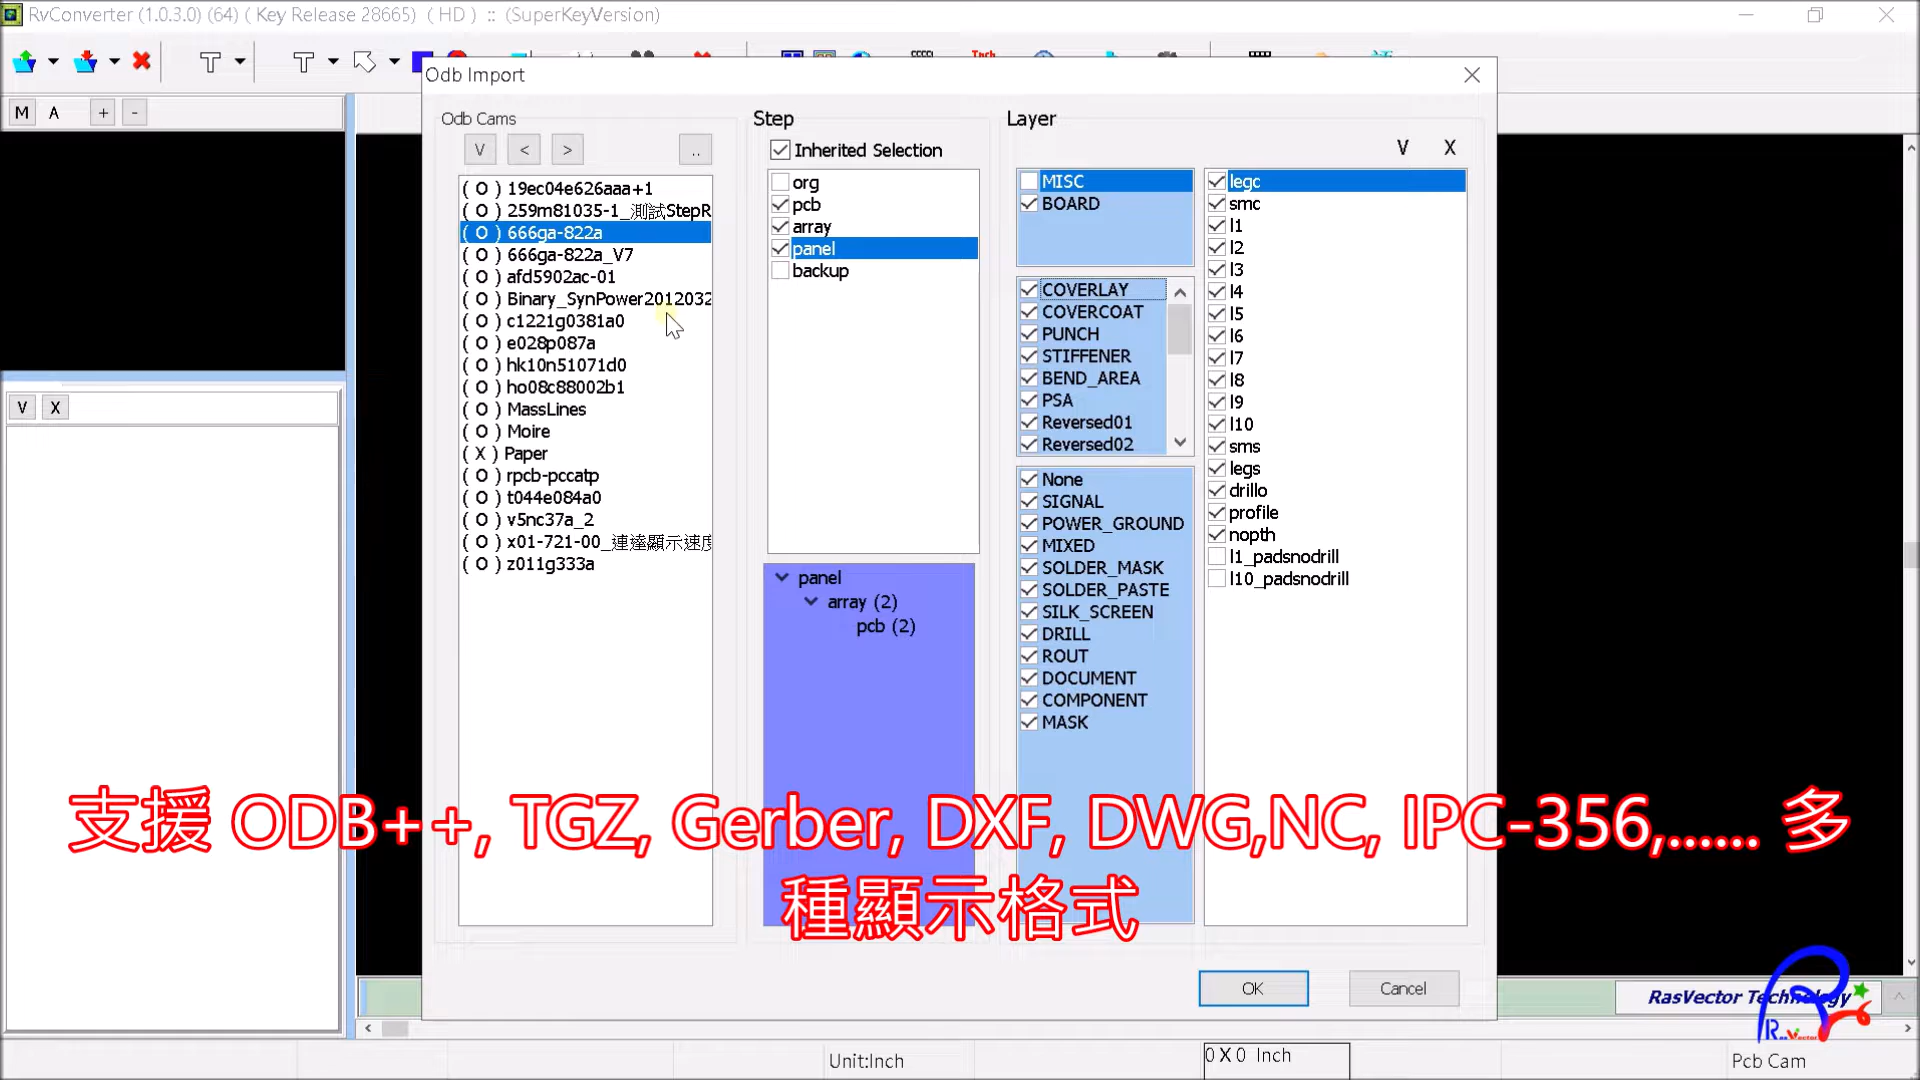 RvConverter (1.0.3.0) (64) ( Key Release 28665) ( HD ) :: (SuperKeyVersion)
M A + -
V X
Odb Import
Odb Cams
V < > ..
( O ) 19ec04e626aaa+1
( O ) 259m81035-1_測試StepR
( O ) 666ga-822a
( O ) 666ga-822a_V7
( O ) afd5902ac-01
( O ) Binary_SynPower2012032
( O ) c1221g0381a0
( O ) e028p087a
( O ) hk10n51071d0
( O ) ho08c88002b1
( O ) MassLines
( O ) Moire
( X ) Paper
( O ) rpcb-pccatp
( O ) t044e084a0
( O ) v5nc37a_2
( O ) x01-721-00_連達顯示速度
( O ) z011g333a
Step
Inherited Selection
org
pcb
array
panel
backup
panel
array (2)
pcb (2)
Layer
V X
MISC
BOARD
COVERLAY
COVERCOAT
PUNCH
STIFFENER
BEND_AREA
PSA
Reversed01
Reversed02
None
SIGNAL
POWER_GROUND
MIXED
SOLDER_MASK
SOLDER_PASTE
SILK_SCREEN
DRILL
ROUT
DOCUMENT
COMPONENT
MASK
legc
smc
l1
l2
l3
l4
l5
l6
l7
l8
l9
l10
sms
legs
drillo
profile
nopth
l1_padsnodrill
l10_padsnodrill
支援 ODB++, TGZ, Gerber, DXF, DWG,NC, IPC-356,...... 多
種顯示格式
OK Cancel
RasVector Technology
RasVector
Unit:Inch
0 X 0 Inch
Pcb Cam